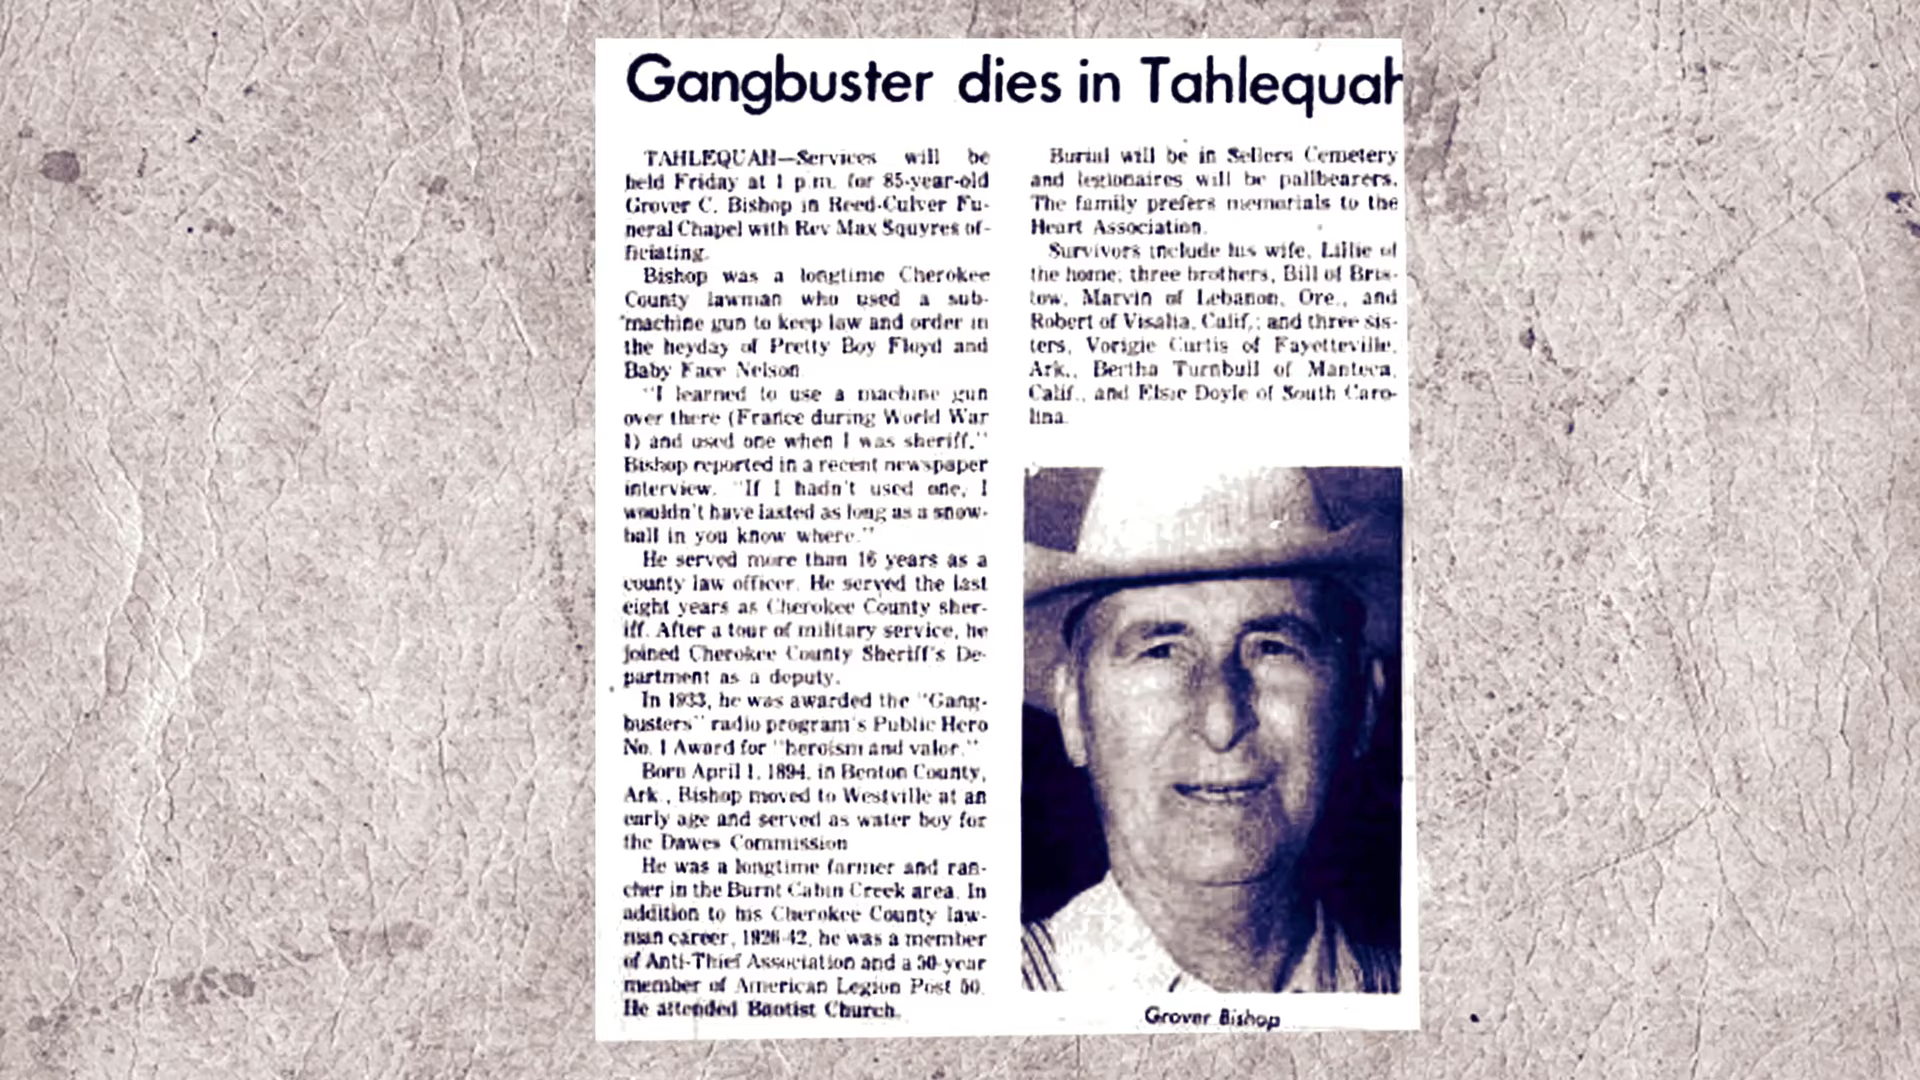 Gangbuster dies in Tahlequah
TAHLEQUAH—Services will be
held Friday at 1 p.m. for 85-year-old
Grover C. Bishop in Reed-Culver Fu-
neral Chapel with Rev Max Squyres of-
ficiating.
Bishop was a longtime Cherokee
County lawman who used a sub-
machine gun to keep law and order in
the heyday of Pretty Boy Floyd and
Baby Face Nelson.
"I learned to use a machine gun
over there (France during World War
I) and used one when I was sheriff,"
Bishop reported in a recent newspaper
interview. "If I hadn't used one, I
wouldn't have lasted as long as a snow-
ball in you know where."
He served more than 16 years as a
county law officer. He served the last
eight years as Cherokee County sher-
iff. After a tour of military service, he
joined Cherokee County Sheriff's De-
partment as a deputy.
In 1933, he was awarded the "Gang-
busters" radio program's Public Hero
No. 1 Award for "heroism and valor."
Born April 1, 1894, in Benton County,
Ark., Bishop moved to Westville at an
early age and served as water boy for
the Dawes Commission
He was a longtime farmer and ran-
cher in the Burnt Cabin Creek area. In
addition to his Cherokee County law-
man career, 1926-42, he was a member
of Anti-Thief Association and a 50-year
member of American Legion Post 50.
He attended Baptist Church.
Burial will be in Sellers Cemetery
and legionaires will be pallbearers.
The family prefers memorials to the
Heart Association.
Survivors include his wife, Lillie of
the home; three brothers, Bill of Bris-
tow, Marvin of Lebanon, Ore., and
Robert of Visalia, Calif,; and three sis-
ters, Vorigie Curtis of Fayetteville,
Ark., Bertha Turnbull of Manteca,
Calif., and Elsie Doyle of South Caro-
lina.
Grover Bishop